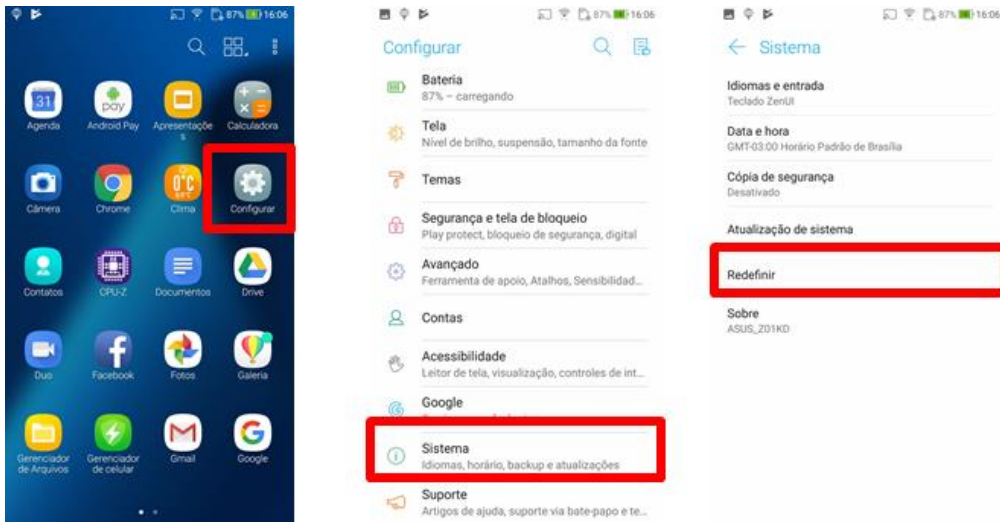 87% 16:06
31
Agenda
pay
Android Pay
Apresentaçõe
s
Calculadora
Câmera
Chrome
0°C
Clima
Configurar
Contatos
CPU-Z
Documentos
Drive
Duo
Facebook
Fotos
Galeria
Gerenciador
de Arquivos
Gerenciador
de celular
Gmail
Google
87% 16:06
Configurar
Bateria
87% – carregando
Tela
Nível de brilho, suspensão, tamanho da fonte
Temas
Segurança e tela de bloqueio
Play protect, bloqueio de segurança, digital
Avançado
Ferramenta de apoio, Atalhos, Sensibilidad...
Contas
Acessibilidade
Leitor de tela, visualização, controles de int...
Google
Sistema
Idiomas, horário, backup e atualizações
Suporte
Artigos de ajuda, suporte via bate-papo e te...
87% 16:06
Sistema
Idiomas e entrada
Teclado ZenUI
Data e hora
GMT-03:00 Horário Padrão de Brasília
Cópia de segurança
Desativado
Atualização de sistema
Redefinir
Sobre
ASUS_Z01KD